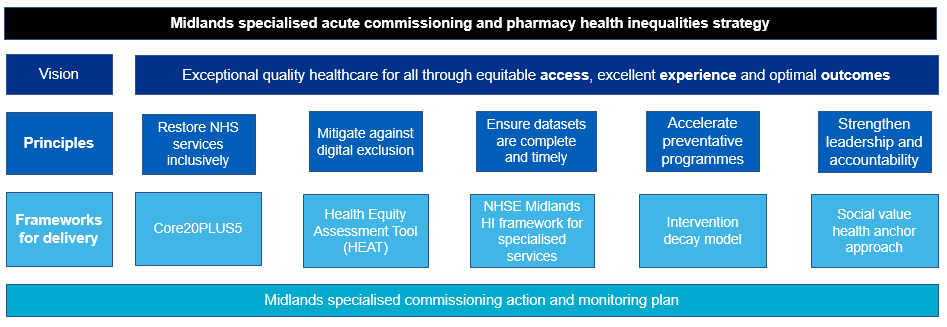 Midlands specialised acute commissioning and pharmacy health inequalities strategy
Vision
Exceptional quality healthcare for all through equitable access, excellent experience and optimal outcomes
Principles
Restore NHS
services
inclusively
Mitigate against
digital exclusion
Ensure datasets
are complete
and timely
Accelerate
preventative
programmes
Strengthen
leadership and
accountability
Frameworks
for delivery
Core20PLUS5
Health Equity
Assessment Tool
(HEAT)
NHSE Midlands
HI framework for
specialised
services
Intervention
decay model
Social value
health anchor
approach
Midlands specialised commissioning action and monitoring plan